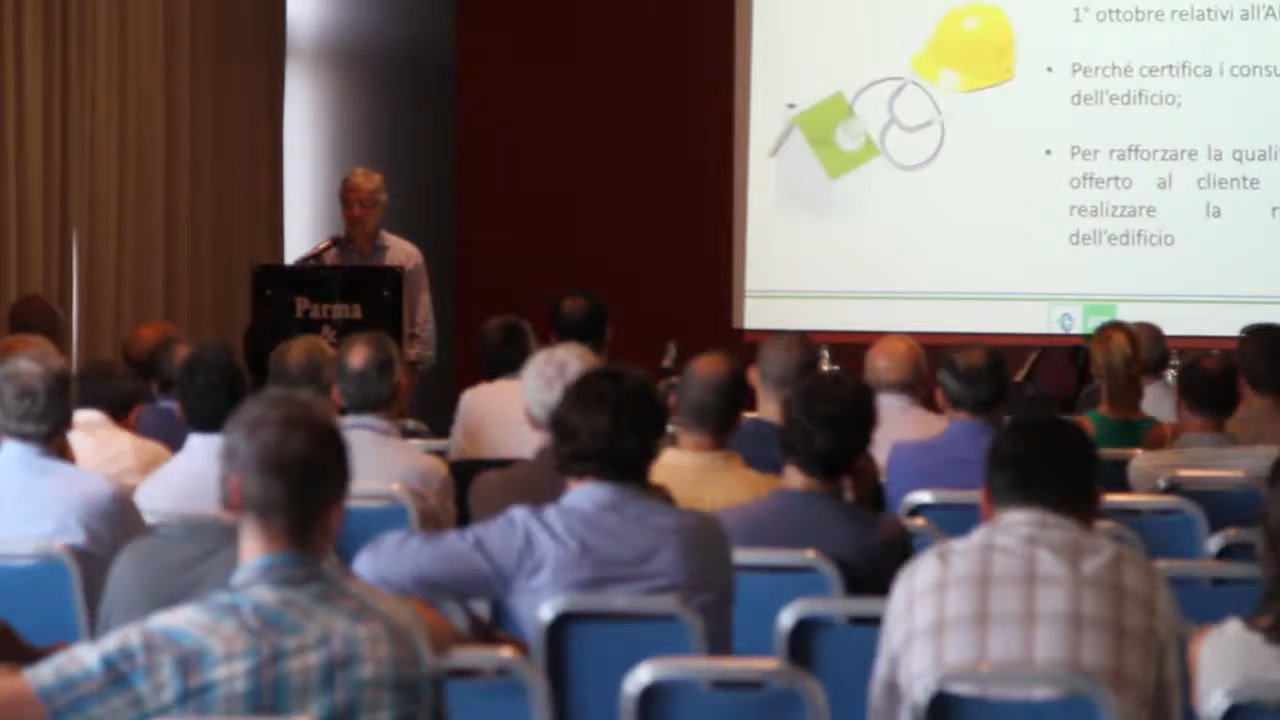 1° ottobre relativi all'A
• Perché certifica i consu
dell'edificio;
• Per rafforzare la quali
offerto al cliente
realizzare la r
dell'edificio
Parma
&